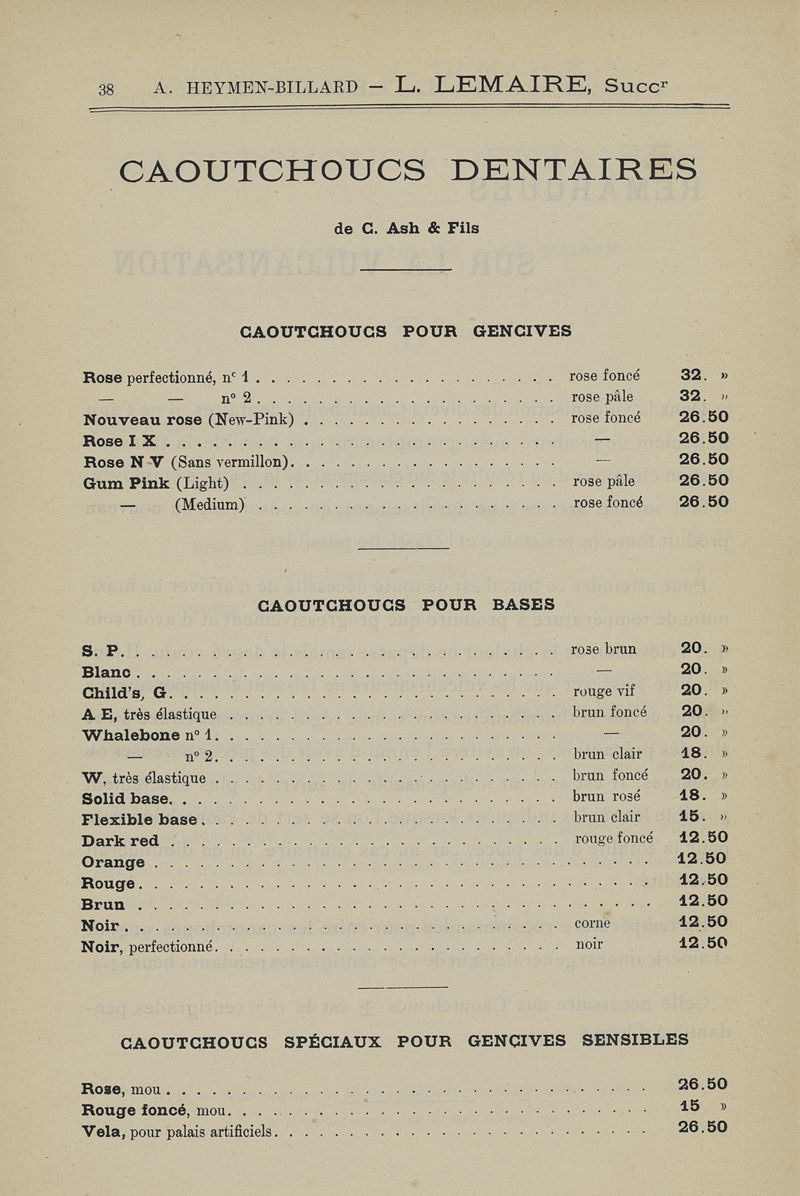 38 A. HEYMEN-BILLARD — L. LEMAIRE, Succr
CAOUTCHOUCS DENTAIRES
de C. Ash & Fils
CAOUTCHOUCS POUR GENCIVES
Rose perfectionné, nº 1 . . . . . . . . . . . . . . . . . . . . rose foncé 32. »
— — nº 2 . . . . . . . . . . . . . . . . . . . . rose pâle 32. »
Nouveau rose (New-Pink) . . . . . . . . . . . . . . . . . rose foncé 26.50
Rose I X . . . . . . . . . . . . . . . . . . . . . . . . . . — 26.50
Rose N V (Sans vermillon). . . . . . . . . . . . . . . . . . — 26.50
Gum Pink (Light) . . . . . . . . . . . . . . . . . . . . . rose pâle 26.50
— (Medium) . . . . . . . . . . . . . . . . . . . . rose foncé 26.50
CAOUTCHOUCS POUR BASES
S. P. . . . . . . . . . . . . . . . . . . . . . . . . . . . . rose brun 20. »
Blanc . . . . . . . . . . . . . . . . . . . . . . . . . . . . — 20. »
Child's, G. . . . . . . . . . . . . . . . . . . . . . . . . . rouge vif 20. »
A E, très élastique . . . . . . . . . . . . . . . . . . . . . . brun foncé 20. »
Whalebone nº 1. . . . . . . . . . . . . . . . . . . . . . . — 20. »
— nº 2. . . . . . . . . . . . . . . . . . . . . . . brun clair 18. »
W, très élastique . . . . . . . . . . . . . . . . . . . . . . . brun foncé 20. »
Solid base. . . . . . . . . . . . . . . . . . . . . . . . . . brun rosé 18. »
Flexible base . . . . . . . . . . . . . . . . . . . . . . . . brun clair 15. »
Dark red . . . . . . . . . . . . . . . . . . . . . . . . . . rouge foncé 12.50
Orange . . . . . . . . . . . . . . . . . . . . . . . . . . . . . . . . . 12.50
Rouge. . . . . . . . . . . . . . . . . . . . . . . . . . . . . . . . . . 12.50
Brun . . . . . . . . . . . . . . . . . . . . . . . . . . . . . . . . . . 12.50
Noir . . . . . . . . . . . . . . . . . . . . . . . . . . . . . corne 12.50
Noir, perfectionné. . . . . . . . . . . . . . . . . . . . . . . noir 12.50
CAOUTCHOUCS SPÉCIAUX POUR GENCIVES SENSIBLES
Rose, mou . . . . . . . . . . . . . . . . . . . . . . . . . . . . . . . . 26.50
Rouge foncé, mou. . . . . . . . . . . . . . . . . . . . . . . . . . . . 15 »
Vela, pour palais artificiels. . . . . . . . . . . . . . . . . . . . . . . . . 26.50